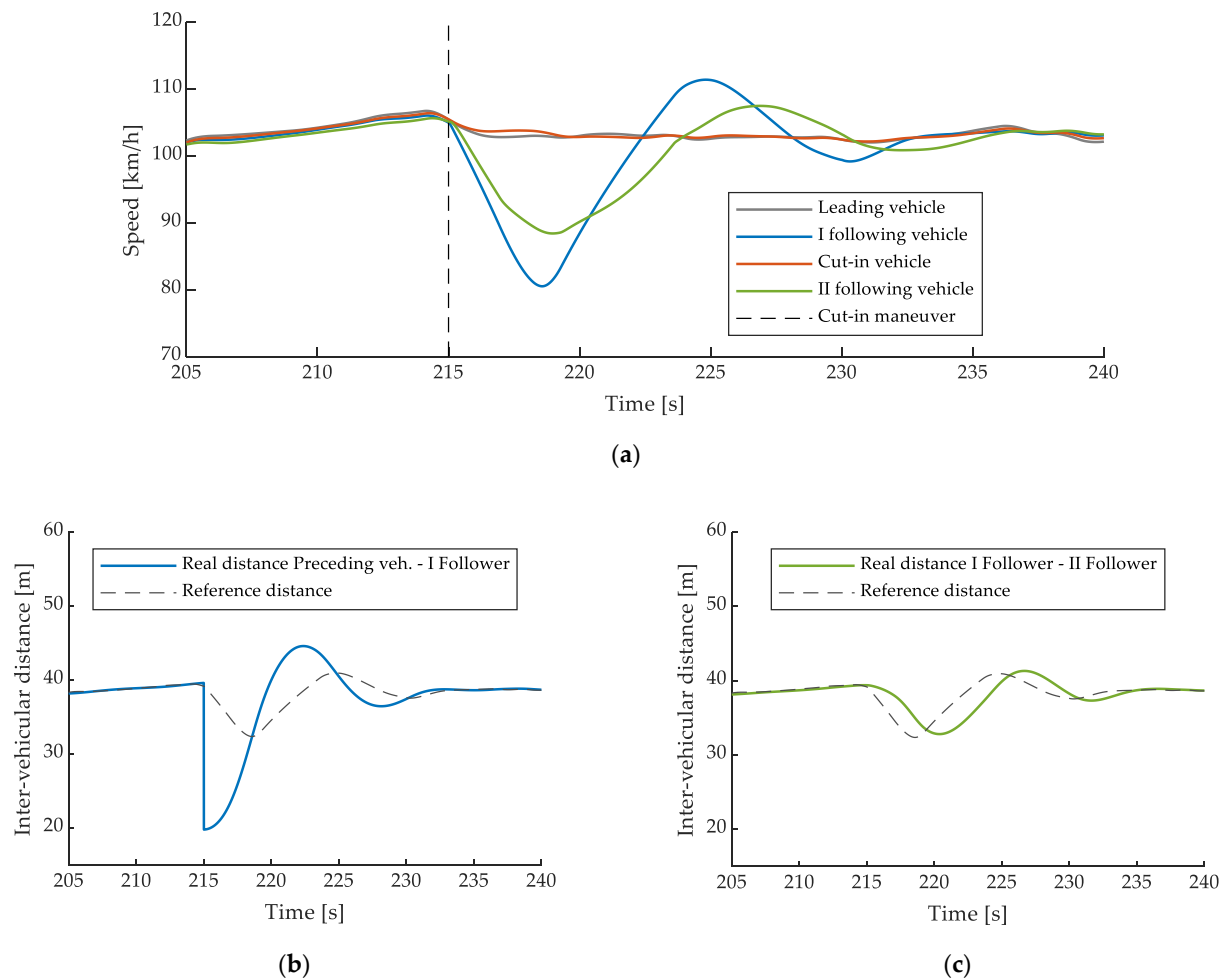 120
110
100
90
80
70
Speed [km/h]
Leading vehicle
I following vehicle
Cut-in vehicle
II following vehicle
Cut-in maneuver
205 210 215 220 225 230 235 240
Time [s]
(a)
60
50
40
30
20
Inter-vehicular distance [m]
Real distance Preceding veh. - I Follower
Reference distance
205 210 215 220 225 230 235 240
Time [s]
(b)
60
50
40
30
20
Inter-vehicular distance [m]
Real distance I Follower - II Follower
Reference distance
205 210 215 220 225 230 235 240
Time [s]
(c)